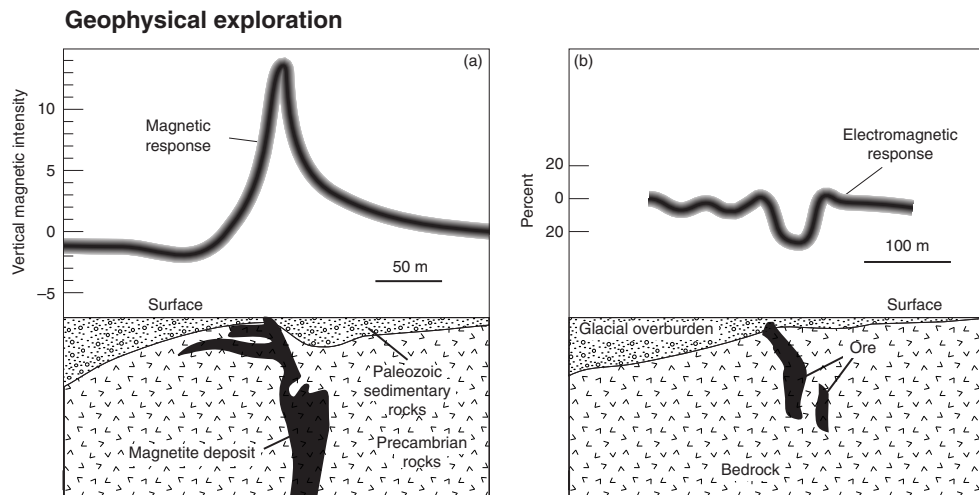 Geophysical exploration
(a)
Vertical magnetic intensity
10
5
0
–5
Magnetic
response
50 m
Surface
Paleozoic
sedimentary
rocks
Magnetite deposit
Precambrian
rocks
(b)
Percent
20
0
20
Electromagnetic
response
100 m
Surface
Glacial overburden
Ore
Bedrock